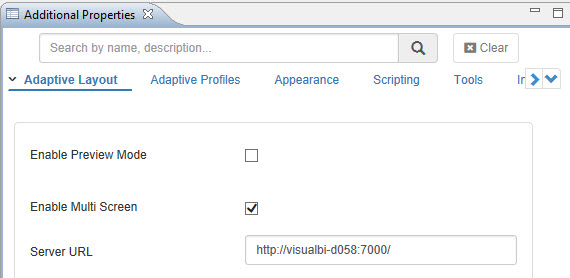 Additional Properties
Search by name, description... Clear
Adaptive Layout Adaptive Profiles Appearance Scripting Tools
Enable Preview Mode
Enable Multi Screen
Server URL http://visualbi-d058:7000/